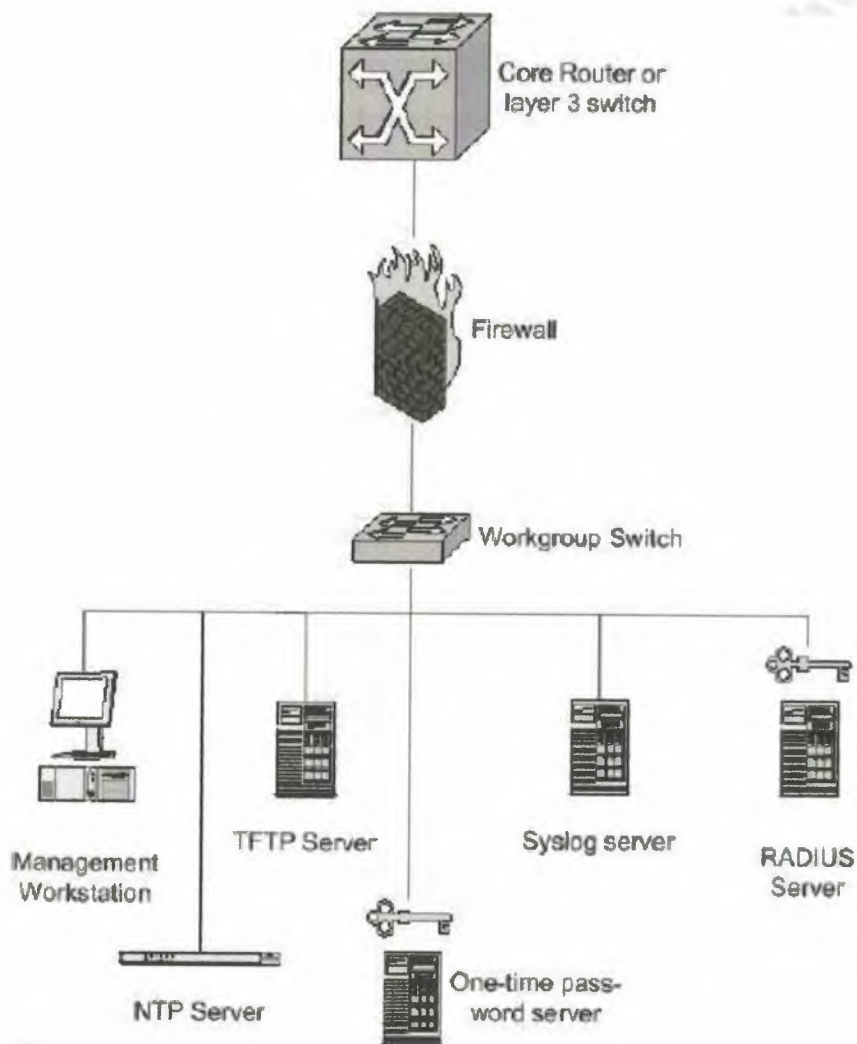 Core Router or
layer 3 switch
Firewall
Workgroup Switch
TFTP Server
Syslog server
RADIUS
Server
Management
Workstation
One-time pass-
word server
NTP Server